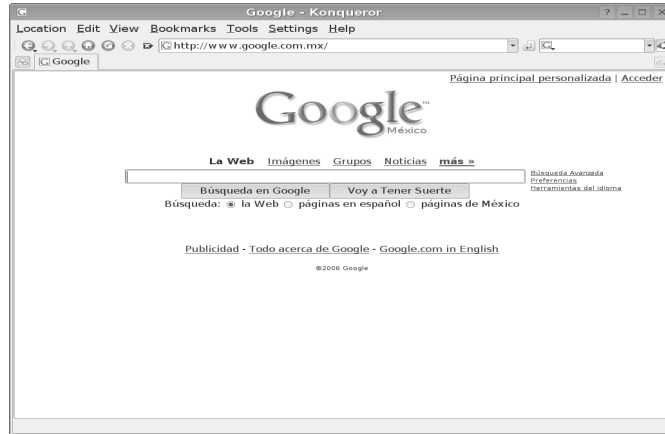 Google - Konqueror
Location Edit View Bookmarks Tools Settings Help
http://www.google.com.mx/
Google
Página principal personalizada | Acceder
Google™
México
La Web Imágenes Grupos Noticias más »
Búsqueda Avanzada
Preferencias
Herramientas del idioma
Búsqueda en Google Voy a Tener Suerte
Búsqueda: la Web páginas en español páginas de México
Publicidad - Todo acerca de Google - Google.com in English
©2006 Google